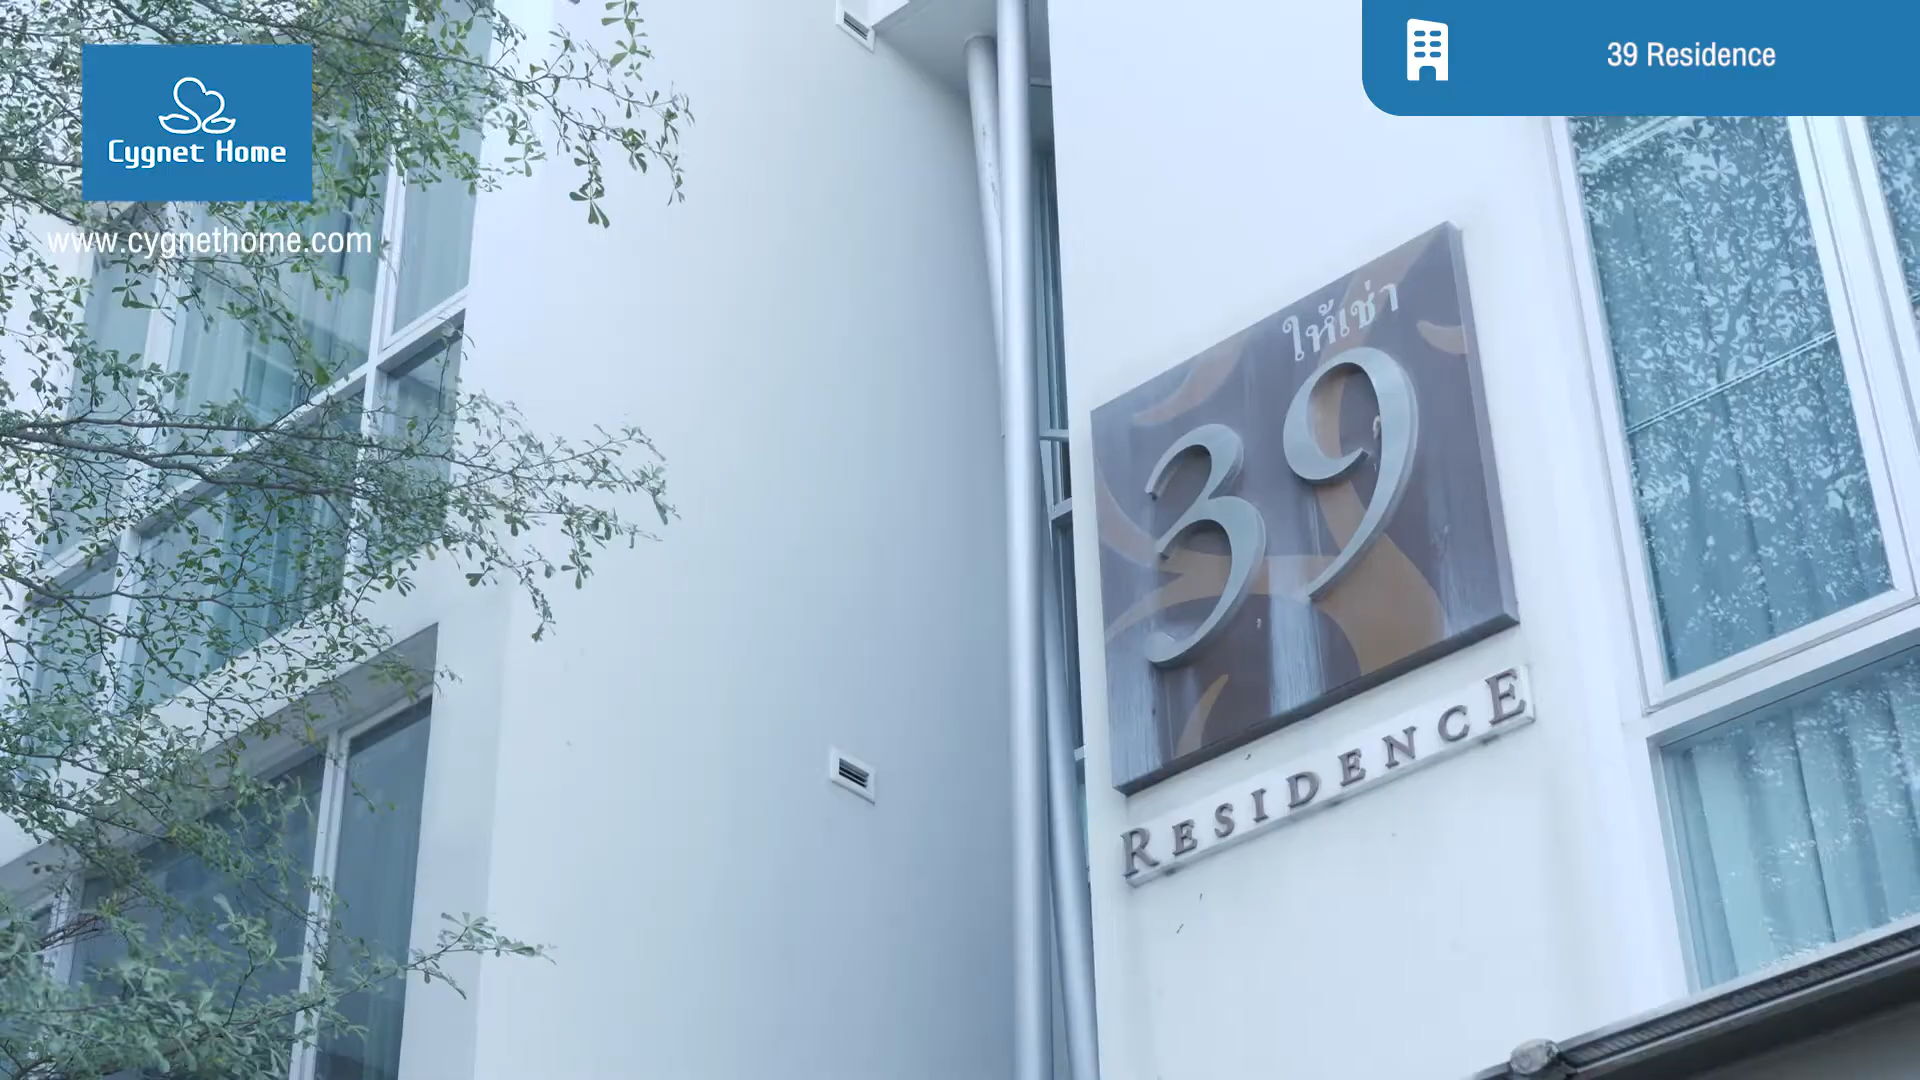 39 Residence
Cygnet Home
www.cygnethome.com
ให้เช่า
39
RESIDENCE